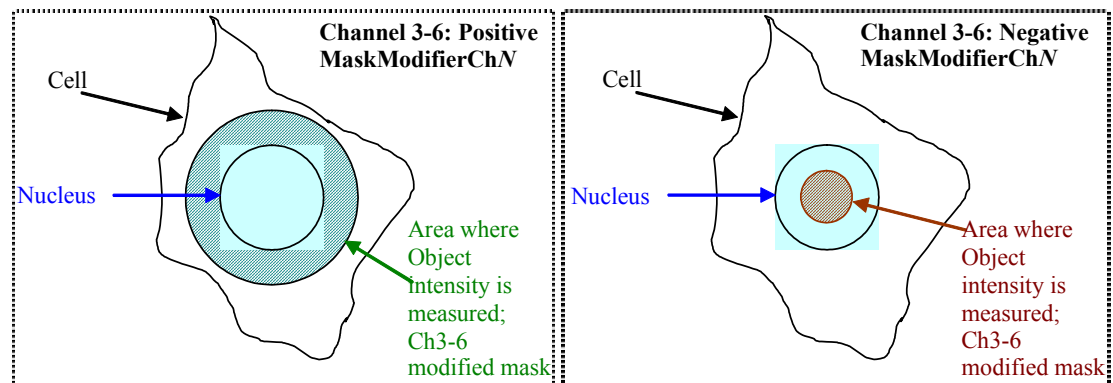 Channel 3-6: Positive
MaskModifierChN
Cell
Nucleus
Area where
Object
intensity is
measured;
Ch3-6
modified mask
Channel 3-6: Negative
MaskModifierChN
Cell
Nucleus
Area where
Object
intensity is
measured;
Ch3-6
modified mask